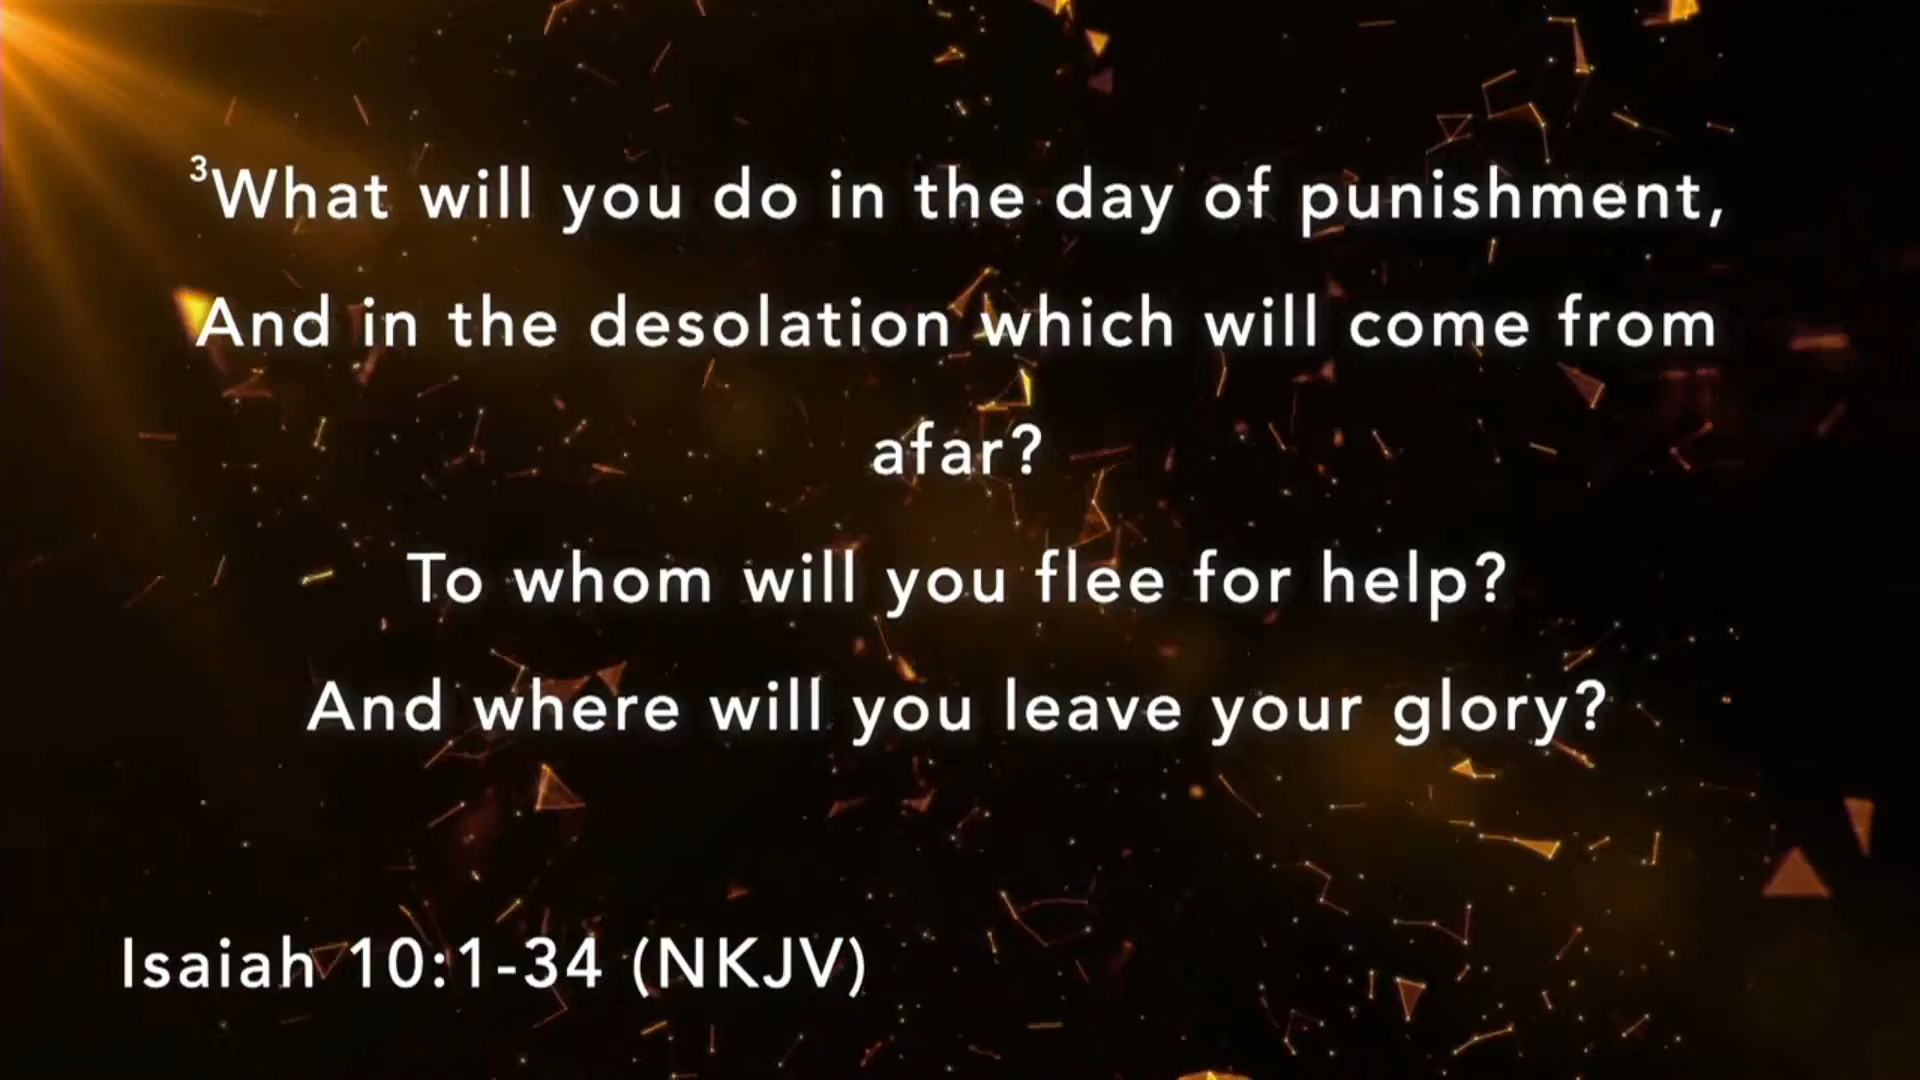 ³What will you do in the day of punishment,
And in the desolation which will come from
afar?
To whom will you flee for help?
And where will you leave your glory?
Isaiah 10:1-34 (NKJV)